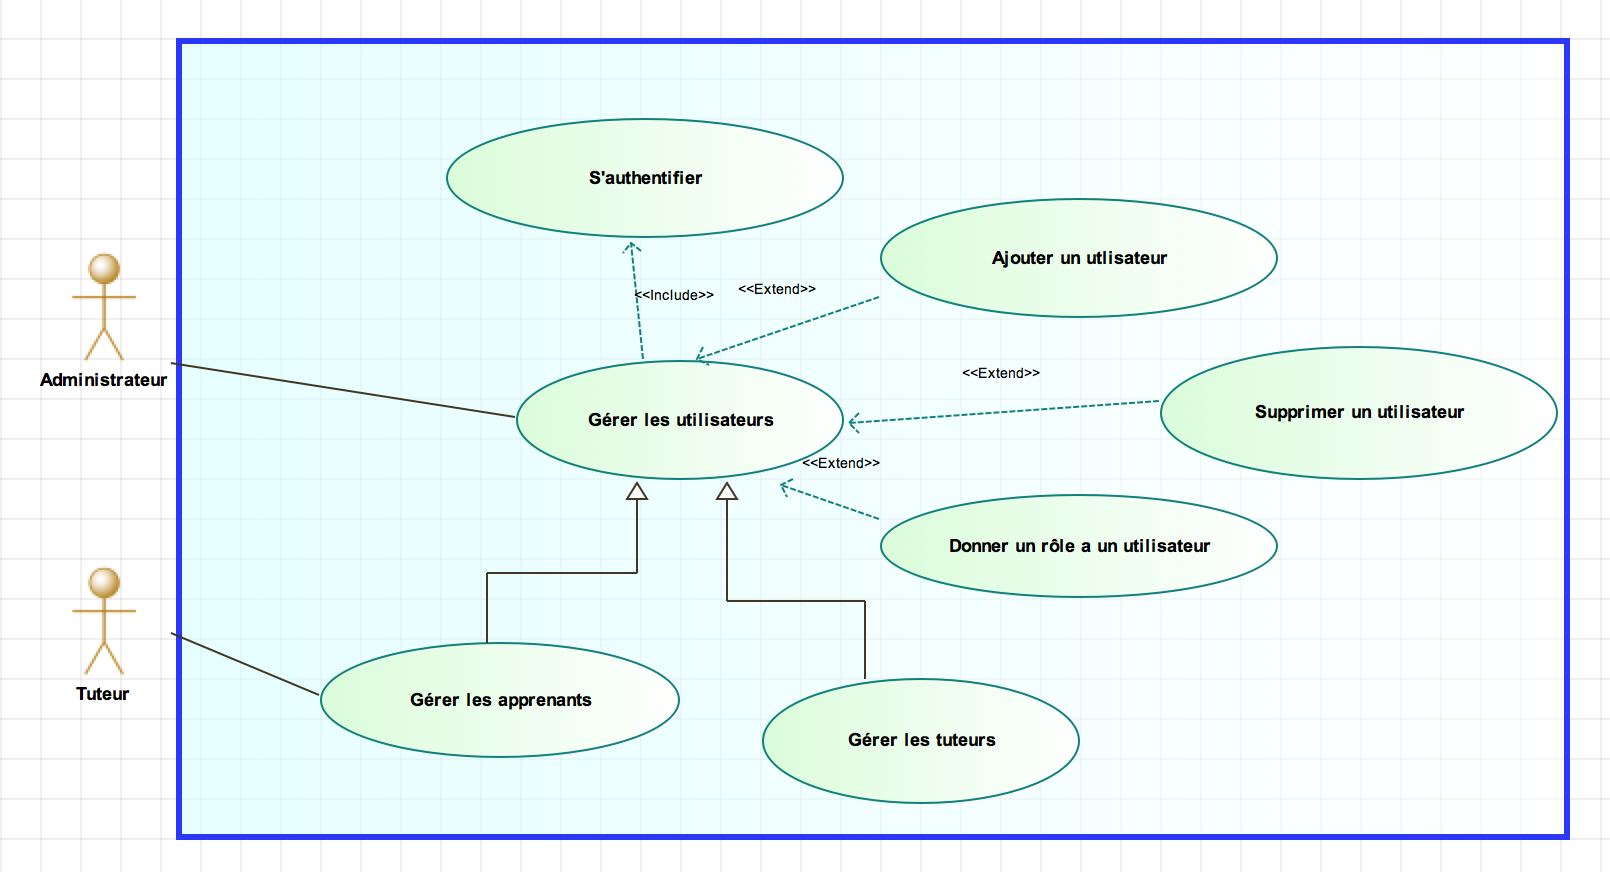 S'authentifier
Ajouter un utlisateur
<<Include>>
<<Extend>>
Administrateur
<<Extend>>
Gérer les utilisateurs
Supprimer un utilisateur
<<Extend>>
Donner un rôle a un utilisateur
Tuteur
Gérer les apprenants
Gérer les tuteurs